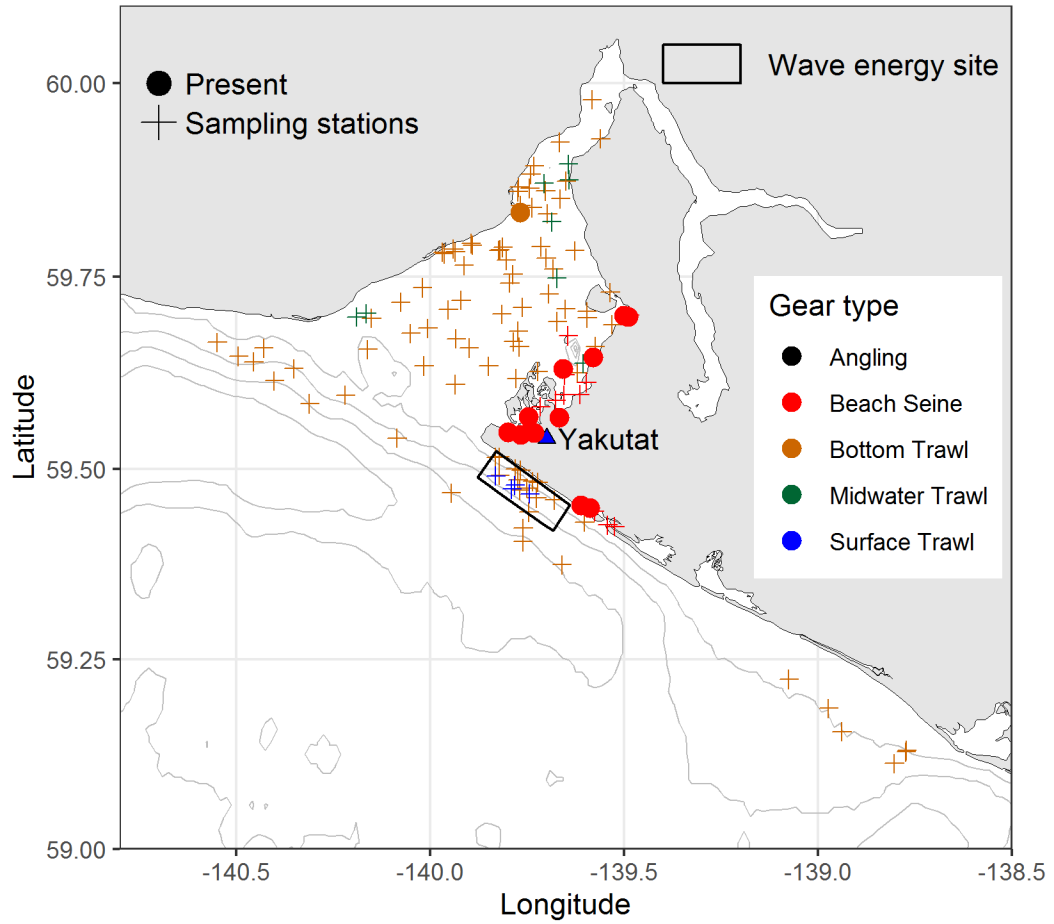 Present
Sampling stations
Wave energy site
Yakutat
Gear type
Angling
Beach Seine
Bottom Trawl
Midwater Trawl
Surface Trawl
Latitude
60.00
59.75
59.50
59.25
59.00
-140.5
-140.0
-139.5
-139.0
-138.5
Longitude